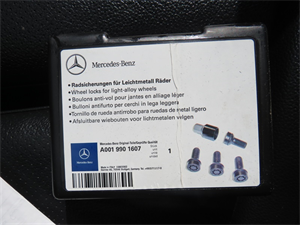 Mercedes-Benz
• Radsicherungen für Leichtmetall Räder
• Wheel locks for light-alloy wheels
• Boulons anti-vol pour jantes en alliage léger
• Bulloni antifurto per cerchi in lega leggera
• Tornillo de rueda antirrobo para ruedas de metal ligero
• Afsluitbare wielbouten voor lichtmetalen velgen
A001 990 1607
1